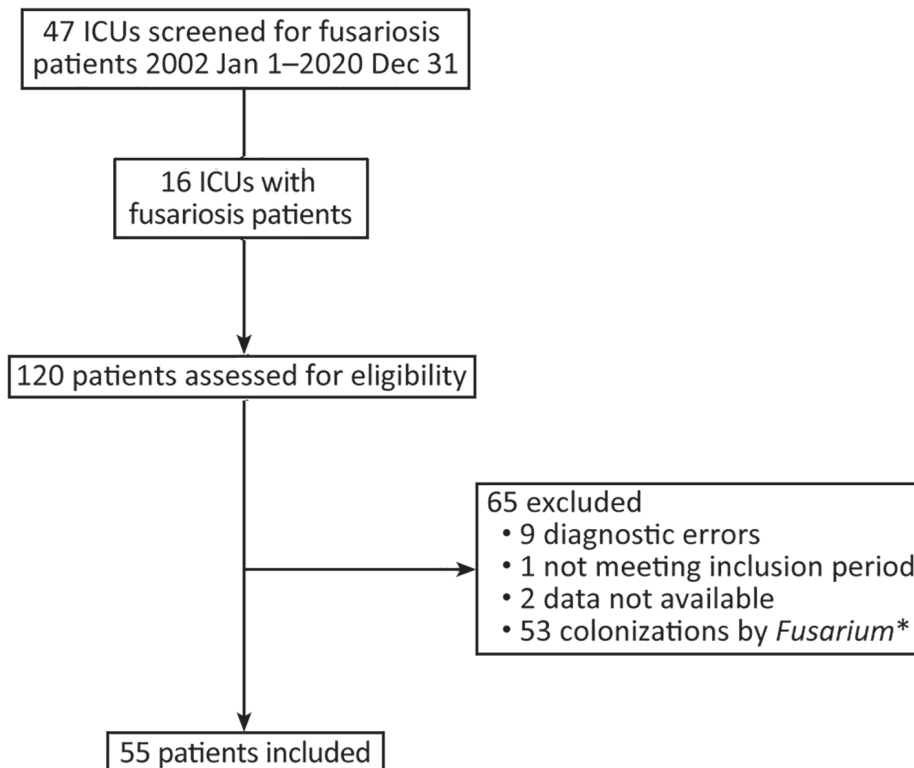 47 ICUs screened for fusariosis
patients 2002 Jan 1–2020 Dec 31
16 ICUs with
fusariosis patients
120 patients assessed for eligibility
65 excluded
• 9 diagnostic errors
• 1 not meeting inclusion period
• 2 data not available
• 53 colonizations by Fusarium*
55 patients included